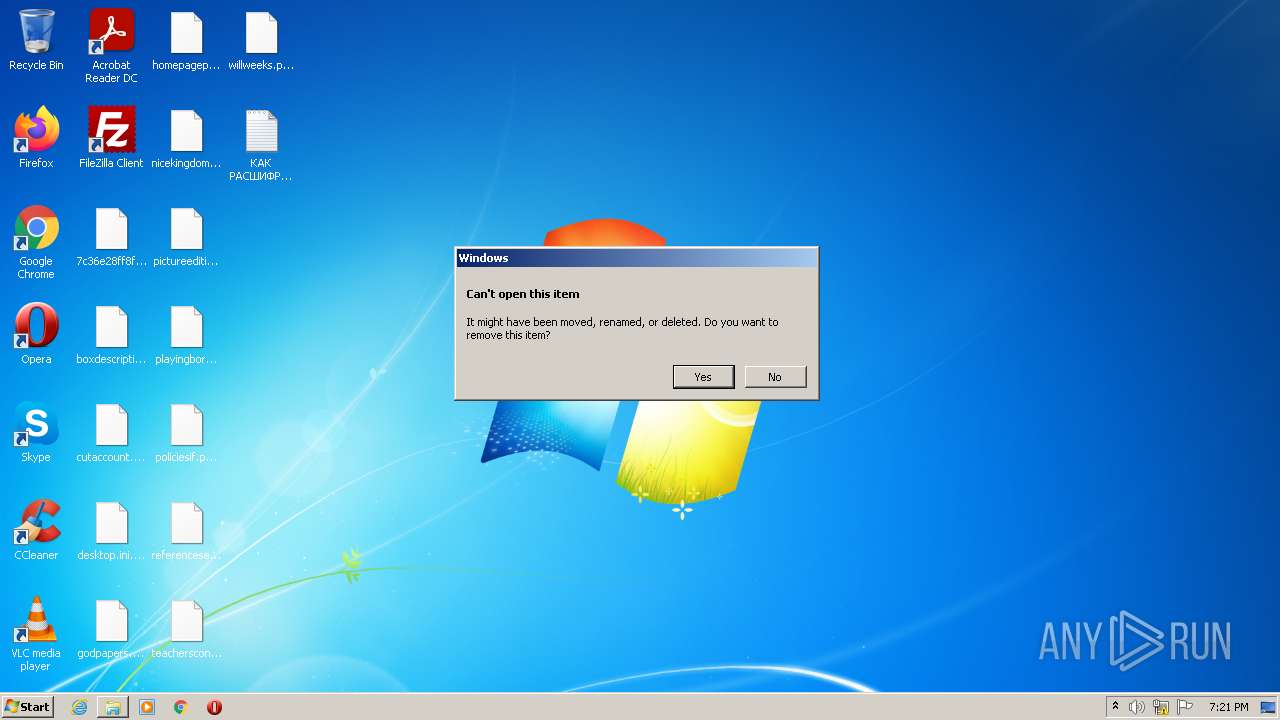 Recycle Bin
Acrobat
Reader DC
homepagep...
willweeks.p...
Firefox
FileZilla Client
nicekingdom...
КАК
РАСШИФР...
Google
Chrome
7c36e28ff8f...
pictureediti...
Opera
boxdescripti...
playingbor...
Skype
cutaccount....
policiesif.p...
CCleaner
desktop.ini....
referencese...
VLC media
player
godpapers....
teacherscon...
Windows
Can't open this item
It might have been moved, renamed, or deleted. Do you want to
remove this item?
Yes
No
ANY RUN
Start
7:21 PM